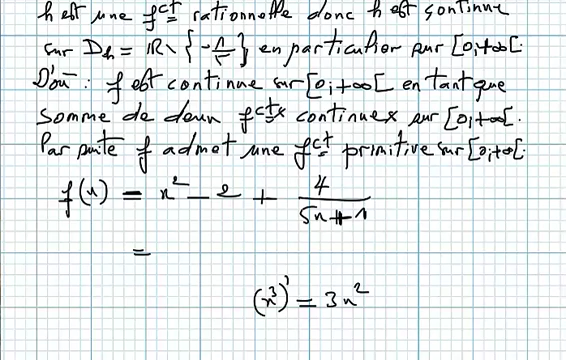 h est une fct rationnelle donc h est continue
sur Dh = ℝ \ {-1/5} en particulier sur [0;+∞[.
D'où : f est continue sur [0;+∞[ en tant que
somme de deux fcts continues sur [0;+∞[.
Par suite f admet une fct primitive sur [0;+∞[.
f(x) = x² - 2 + 4/(5x+1)
=
(x³)' = 3x²